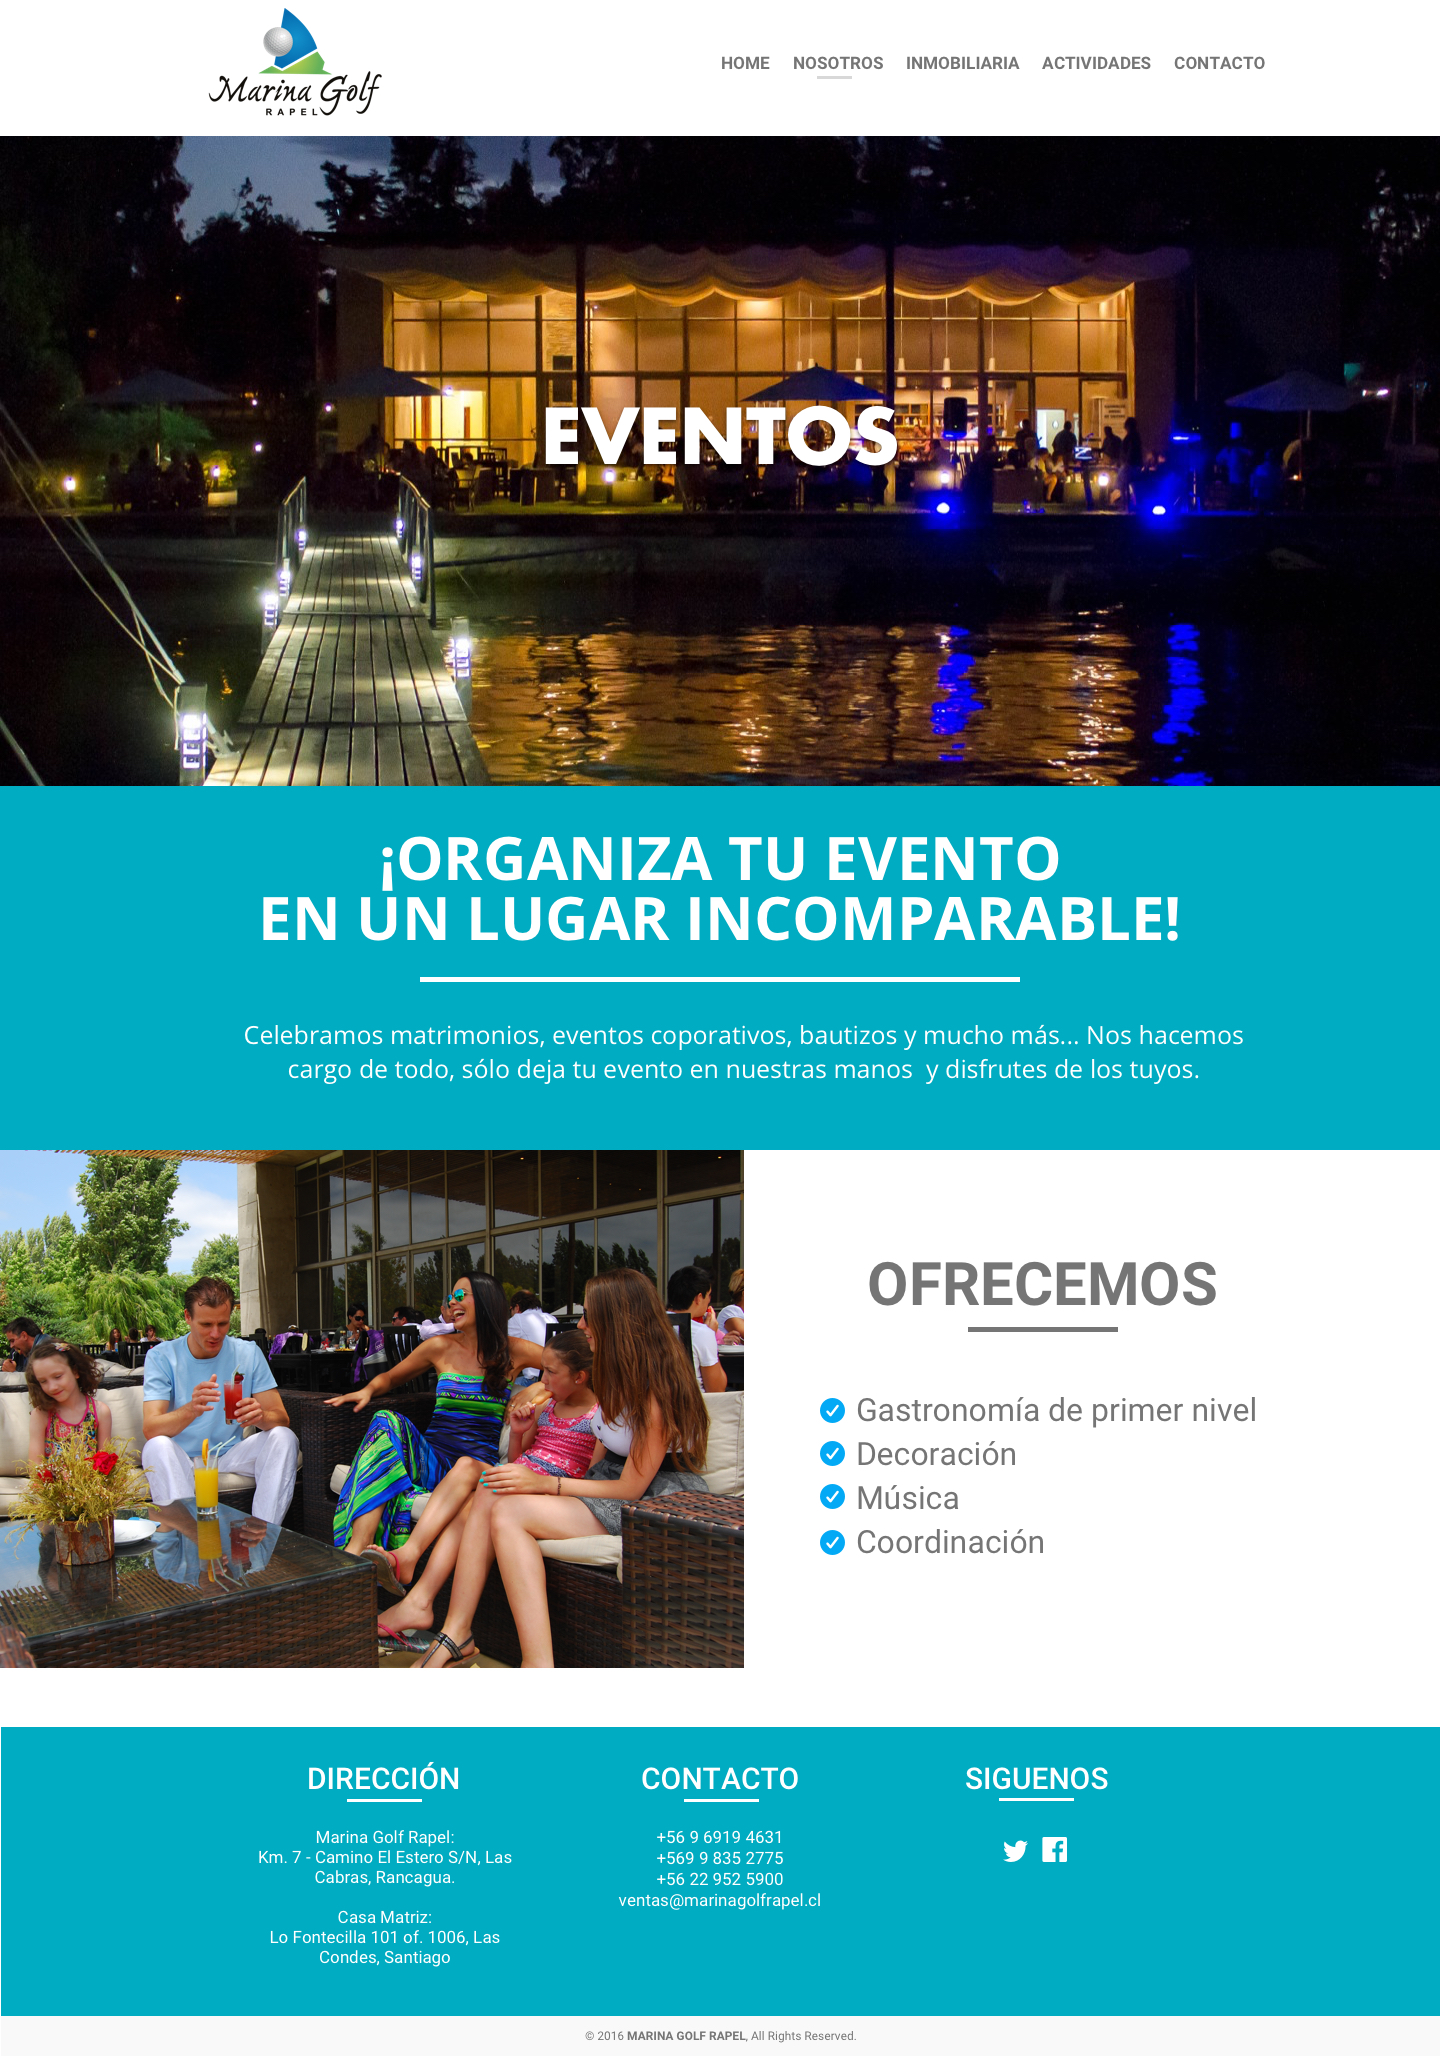 Marina Golf
RAPEL
HOME NOSOTROS INMOBILIARIA ACTIVIDADES CONTACTO
EVENTOS
¡ORGANIZA TU EVENTO
EN UN LUGAR INCOMPARABLE!
Celebramos matrimonios, eventos coporativos, bautizos y mucho más... Nos hacemos
cargo de todo, sólo deja tu evento en nuestras manos y disfrutes de los tuyos.
OFRECEMOS
Gastronomía de primer nivel
Decoración
Música
Coordinación
DIRECCIÓN
Marina Golf Rapel:
Km. 7 - Camino El Estero S/N, Las
Cabras, Rancagua.
Casa Matriz:
Lo Fontecilla 101 of. 1006, Las
Condes, Santiago
CONTACTO
+56 9 6919 4631
+569 9 835 2775
+56 22 952 5900
ventas@marinagolfrapel.cl
SIGUENOS
© 2016 MARINA GOLF RAPEL, All Rights Reserved.